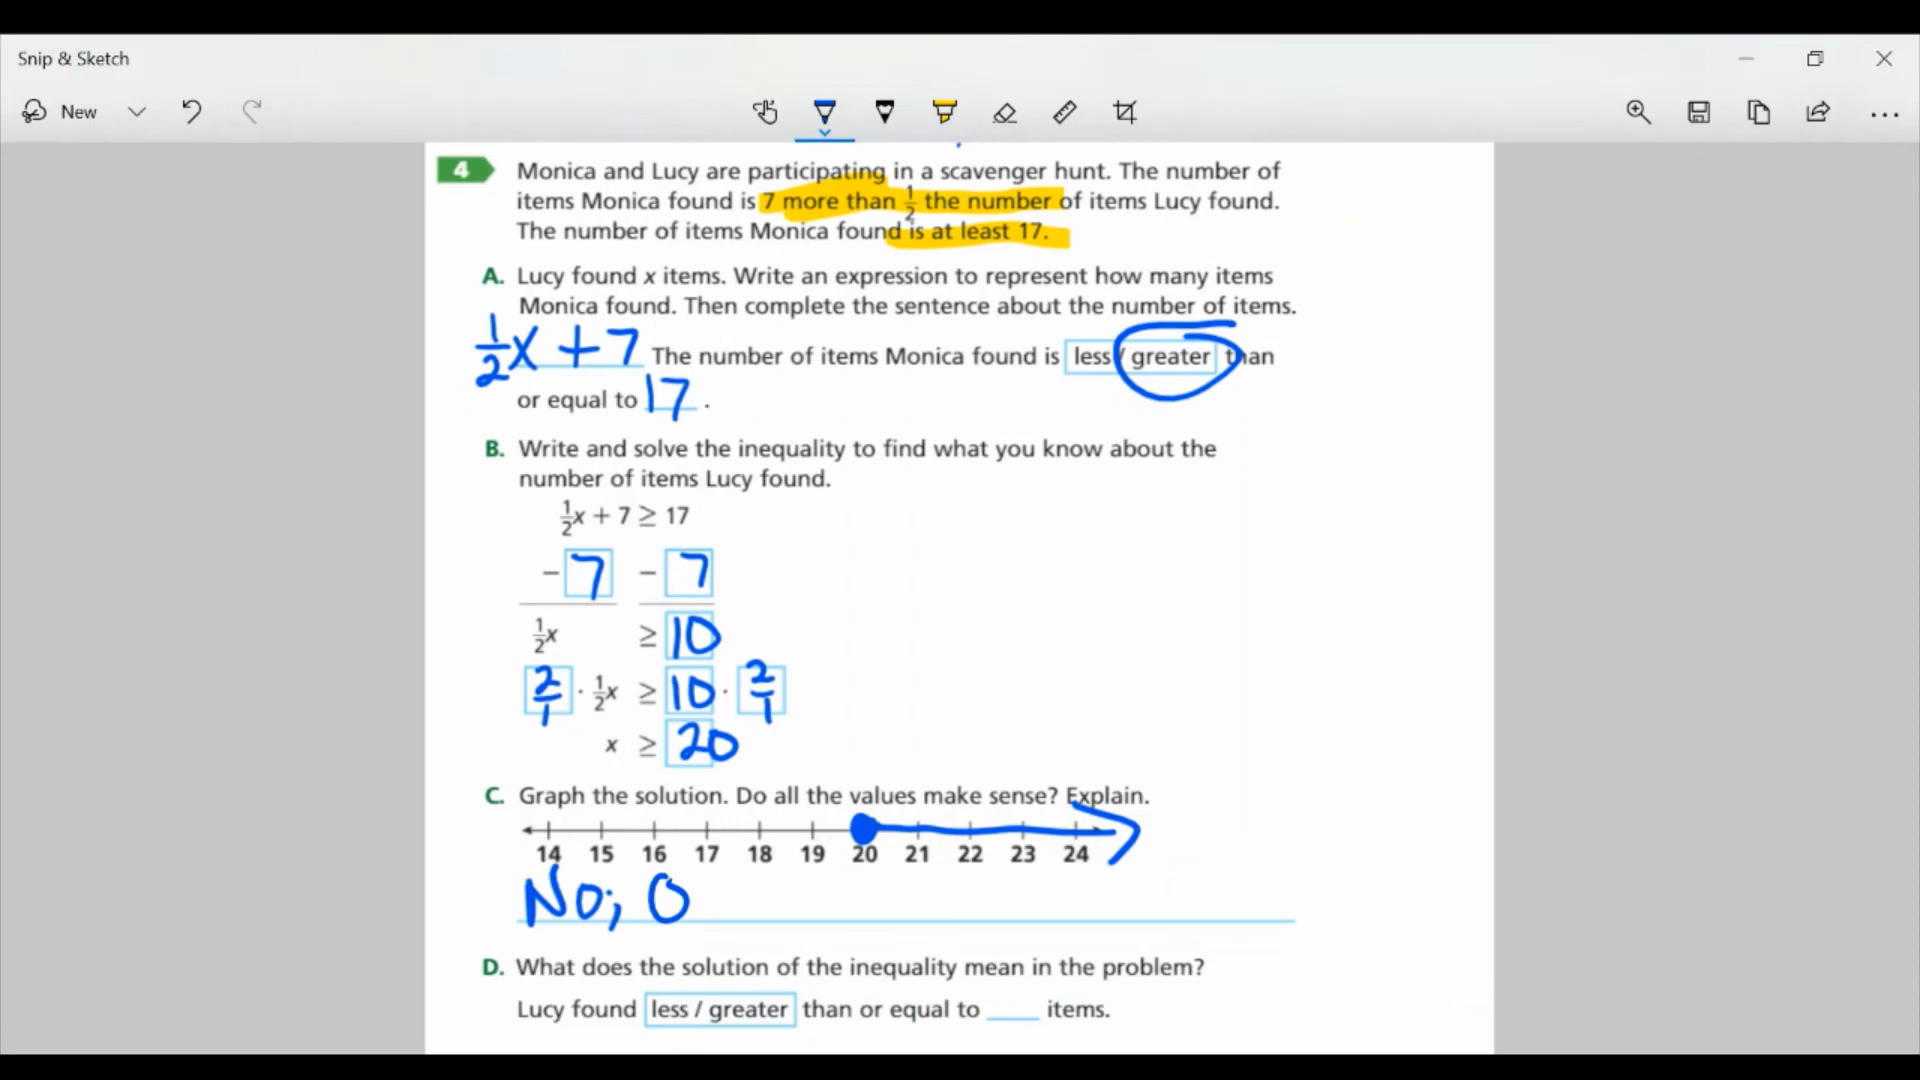 Snip & Sketch
New
4
Monica and Lucy are participating in a scavenger hunt. The number of
items Monica found is 7 more than 1/2 the number of items Lucy found.
The number of items Monica found is at least 17.
A. Lucy found x items. Write an expression to represent how many items
Monica found. Then complete the sentence about the number of items.
1/2x + 7 The number of items Monica found is less / greater than
or equal to 17.
B. Write and solve the inequality to find what you know about the
number of items Lucy found.
1/2x + 7 ≥ 17
− 7 − 7
1/2x ≥ 10
2/1 · 1/2x ≥ 10 · 2/1
x ≥ 20
C. Graph the solution. Do all the values make sense? Explain.
14 15 16 17 18 19 20 21 22 23 24
No; O
D. What does the solution of the inequality mean in the problem?
Lucy found less / greater than or equal to ____ items.